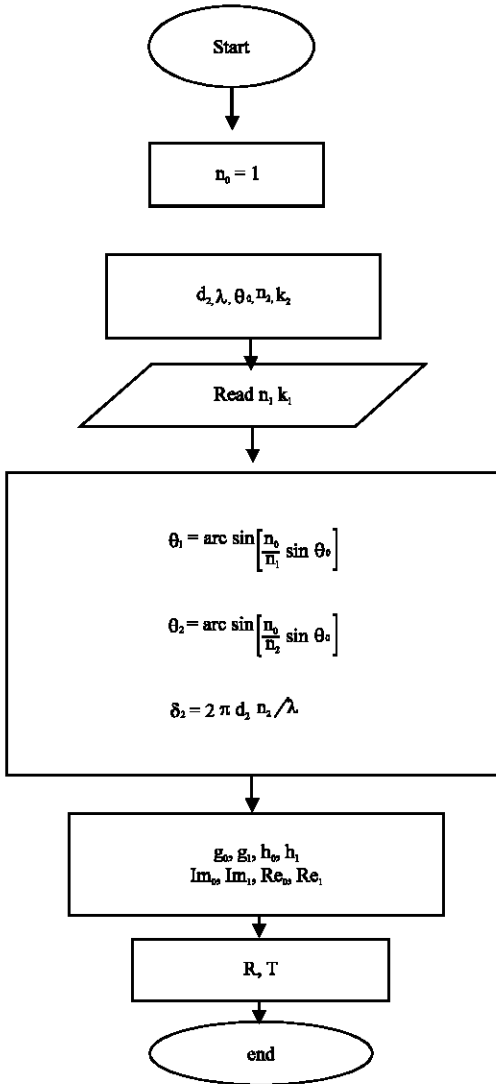 Start
n₀ = 1
d₂, λ, θ₀, n₂, k₂
Read n₁ k₁
θ₁ = arc sin[n₀/n₁ sin θ₀]
θ₂ = arc sin[n₀/n₂ sin θ₀]
δ₂ = 2 π d₂ n₂/λ
g₀, g₁, h₀, h₁
Im₀, Im₁, Re₀, Re₁
R, T
end